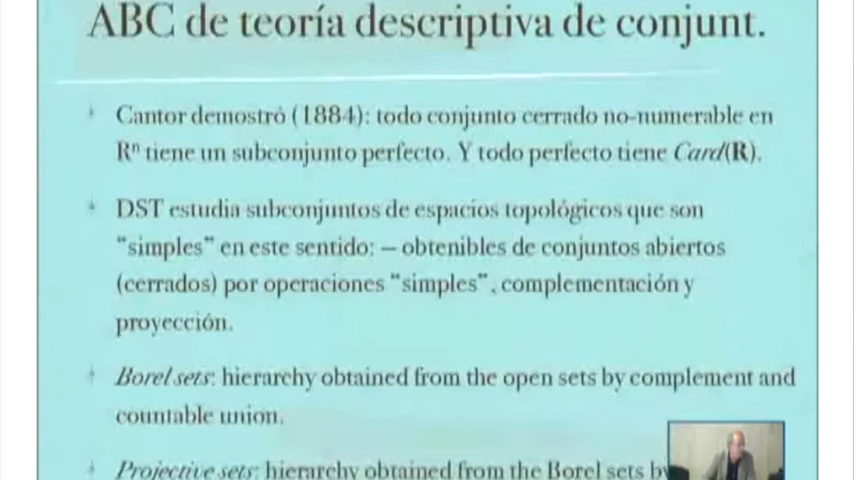 ABC de teoría descriptiva de conjunt.
Cantor demostró (1884): todo conjunto cerrado no-numerable en
Rⁿ tiene un subconjunto perfecto. Y todo perfecto tiene Card(R).
DST estudia subconjuntos de espacios topológicos que son
"simples" en este sentido: – obtenibles de conjuntos abiertos
(cerrados) por operaciones "simples", complementación y
proyección.
Borel sets: hierarchy obtained from the open sets by complement and
countable union.
Projective sets: hierarchy obtained from the Borel sets by